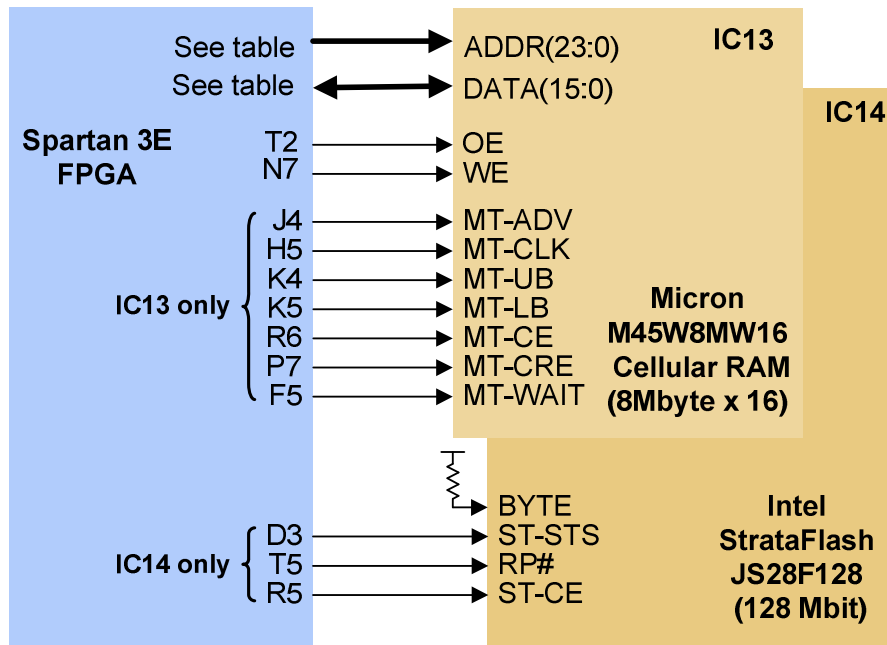 See table
ADDR(23:0)
IC13
See table
DATA(15:0)
IC14
Spartan 3E
FPGA
T2
OE
N7
WE
IC13 only
J4
MT-ADV
H5
MT-CLK
K4
MT-UB
K5
MT-LB
R6
MT-CE
P7
MT-CRE
F5
MT-WAIT
Micron
M45W8MW16
Cellular RAM
(8Mbyte x 16)
BYTE
IC14 only
D3
ST-STS
T5
RP#
R5
ST-CE
Intel
StrataFlash
JS28F128
(128 Mbit)